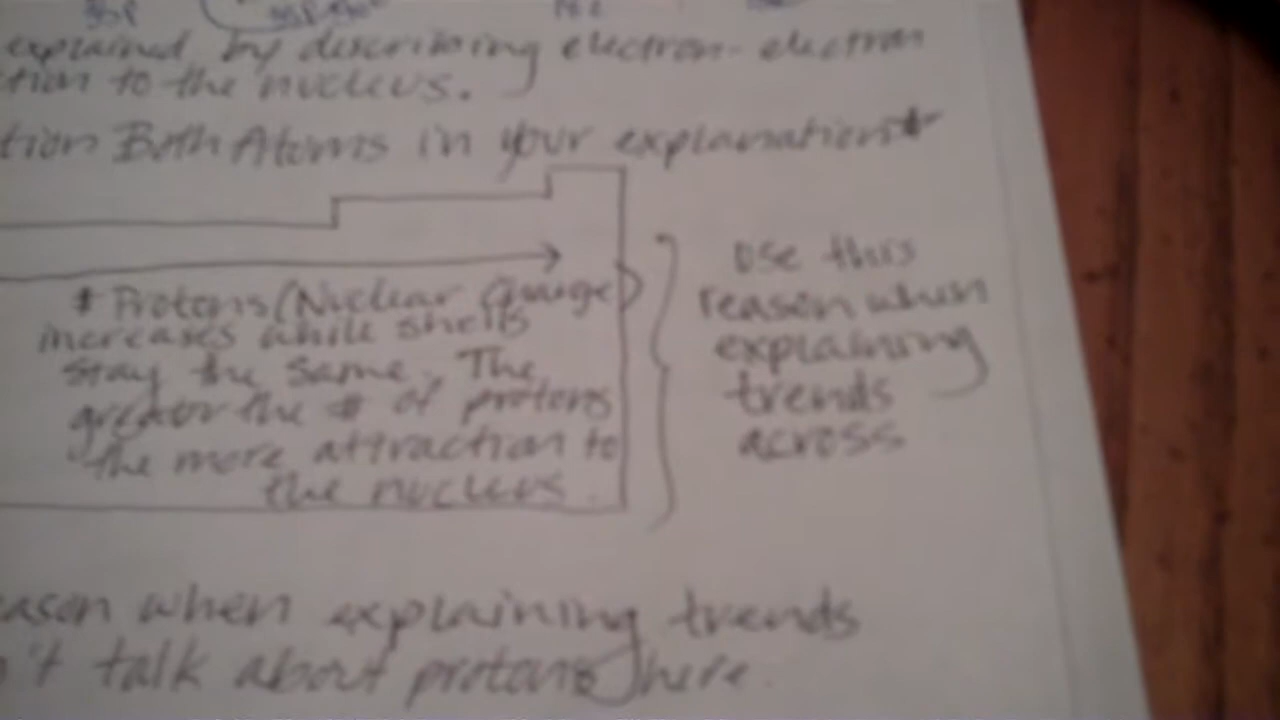 explained by describing electron-electron
tion to the nucleus.
tion Both Atoms in your explanation*
# Protons (Nuclear Charge)
increases while shells
stay the same. The
greater the # of protons
the more attraction to
the nucleus.
Use this
reason when
explaining
trends
across
eason when explaining trends
n't talk about protons here.